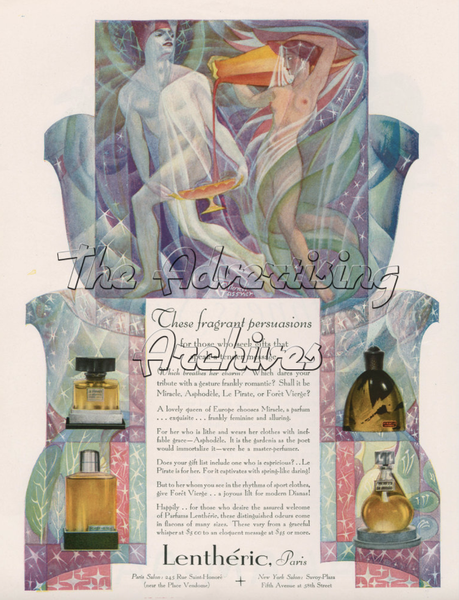 The Advertising
Archives
These fragrant persuasions
for those who seek gifts that
Which breathes her charm? Which dares your
tribute with a gesture frankly romantic? Shall it be
Miracle, Asphodèle, Le Pirate, or Forêt Vierge?
A lovely queen of Europe chooses Miracle, a parfum
. . . exquisite . . . frankly feminine and alluring.
For her who is lithe and wears her clothes with inef-
fable grace—Asphodèle. It is the gardenia as the poet
would immortalize it—were he a master-perfumer.
Does your gift list include one who is capricious? . . Le
Pirate is for her. For it captivates with spring-like daring!
But to her whom you seen in the rhythms of sport clothes,
give Forêt Vierge . . a joyous lilt for modern Dianas!
Happily . . for those who desire the assured welcome
of Parfums Lenthéric, these distinguished odours come
in flacons of many sizes. These vary from a graceful
whisper at $5 to so eloquent message at $35 or more.
Lenthéric, Paris
Paris Salon: 245 Rue Saint-Honoré
(near the Place Vendome)
+
New York Salon: Savoy-Plaza
Fifth Avenue at 58th Street